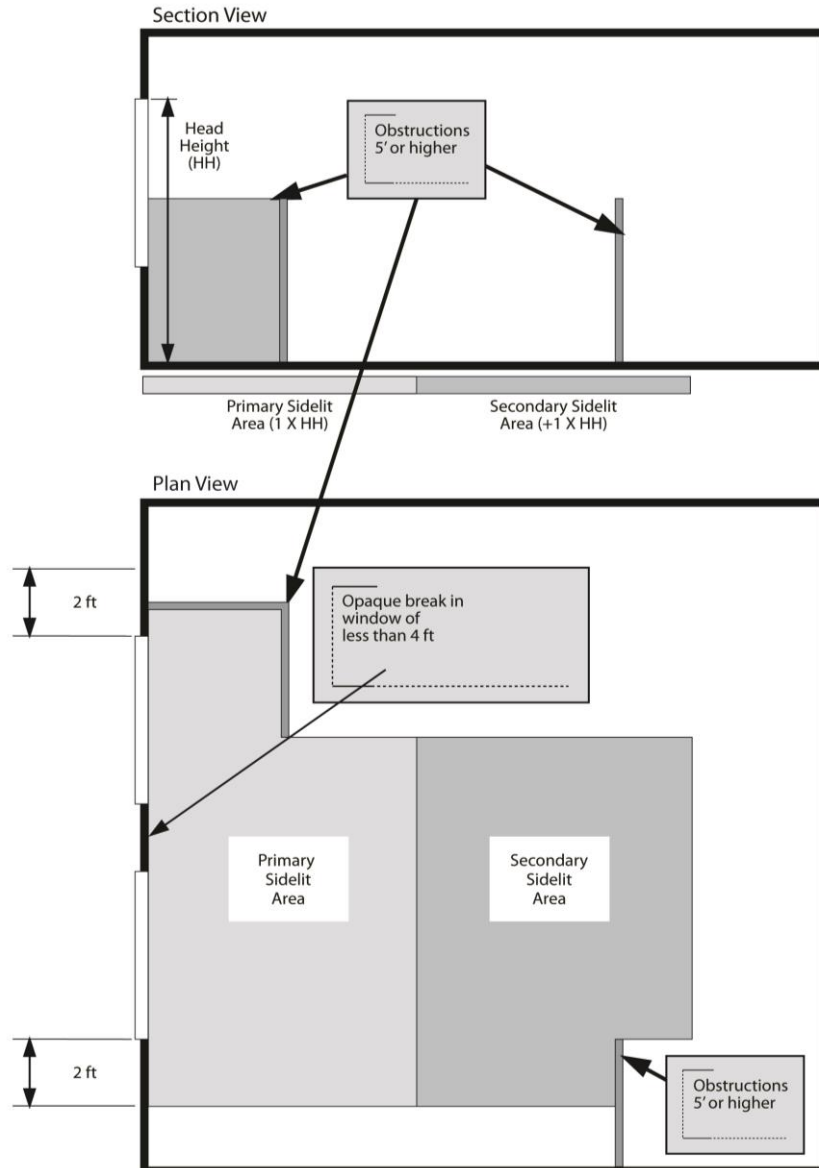 Section View
Head
Height
(HH)
Obstructions
5' or higher
Primary Sidelit
Area (1 X HH)
Secondary Sidelit
Area (+1 X HH)
Plan View
2 ft
Opaque break in
window of
less than 4 ft
Primary
Sidelit
Area
Secondary
Sidelit
Area
2 ft
Obstructions
5' or higher